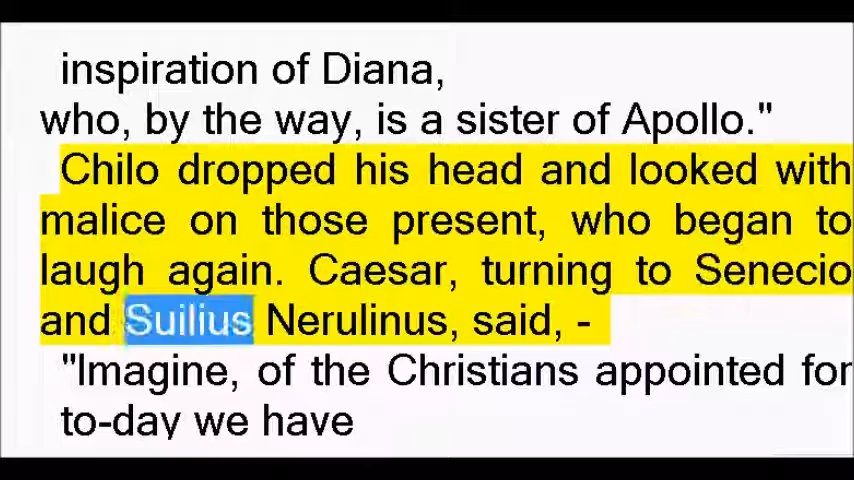 inspiration of Diana,
who, by the way, is a sister of Apollo."
Chilo dropped his head and looked with
malice on those present, who began to
laugh again. Caesar, turning to Senecio
and Suilius Nerulinus, said, -
"Imagine, of the Christians appointed for
to-day we have